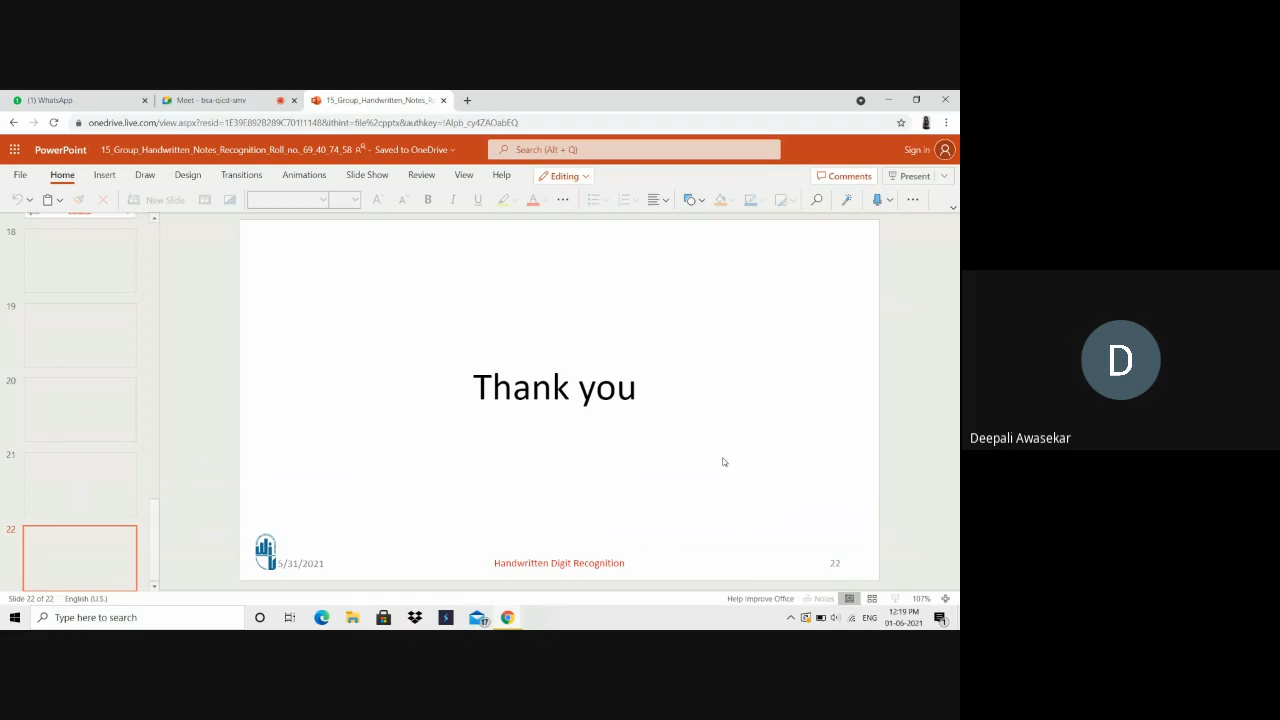 (1) WhatsApp
Meet - bsa-qicd-smv
15_Group_Handwritten_Notes_R
onedrive.live.com/view.aspx?resid=1E39E892B289C701!1148&ithint=file%2cpptx&authkey=!Alpb_cy4ZAOabEQ
PowerPoint
15_Group_Handwritten_Notes_Recognition_Roll_no._69_40_74_58 - Saved to OneDrive
Search (Alt + Q)
Sign in
File Home Insert Draw Design Transitions Animations Slide Show Review View Help Editing Comments Present
New Slide
18
19
20
21
22
Thank you
5/31/2021
Handwritten Digit Recognition
22
Slide 22 of 22 English (U.S.) Help Improve Office Notes 107%
Type here to search
17
ENG
12:19 PM
01-06-2021
1
D
Deepali Awasekar